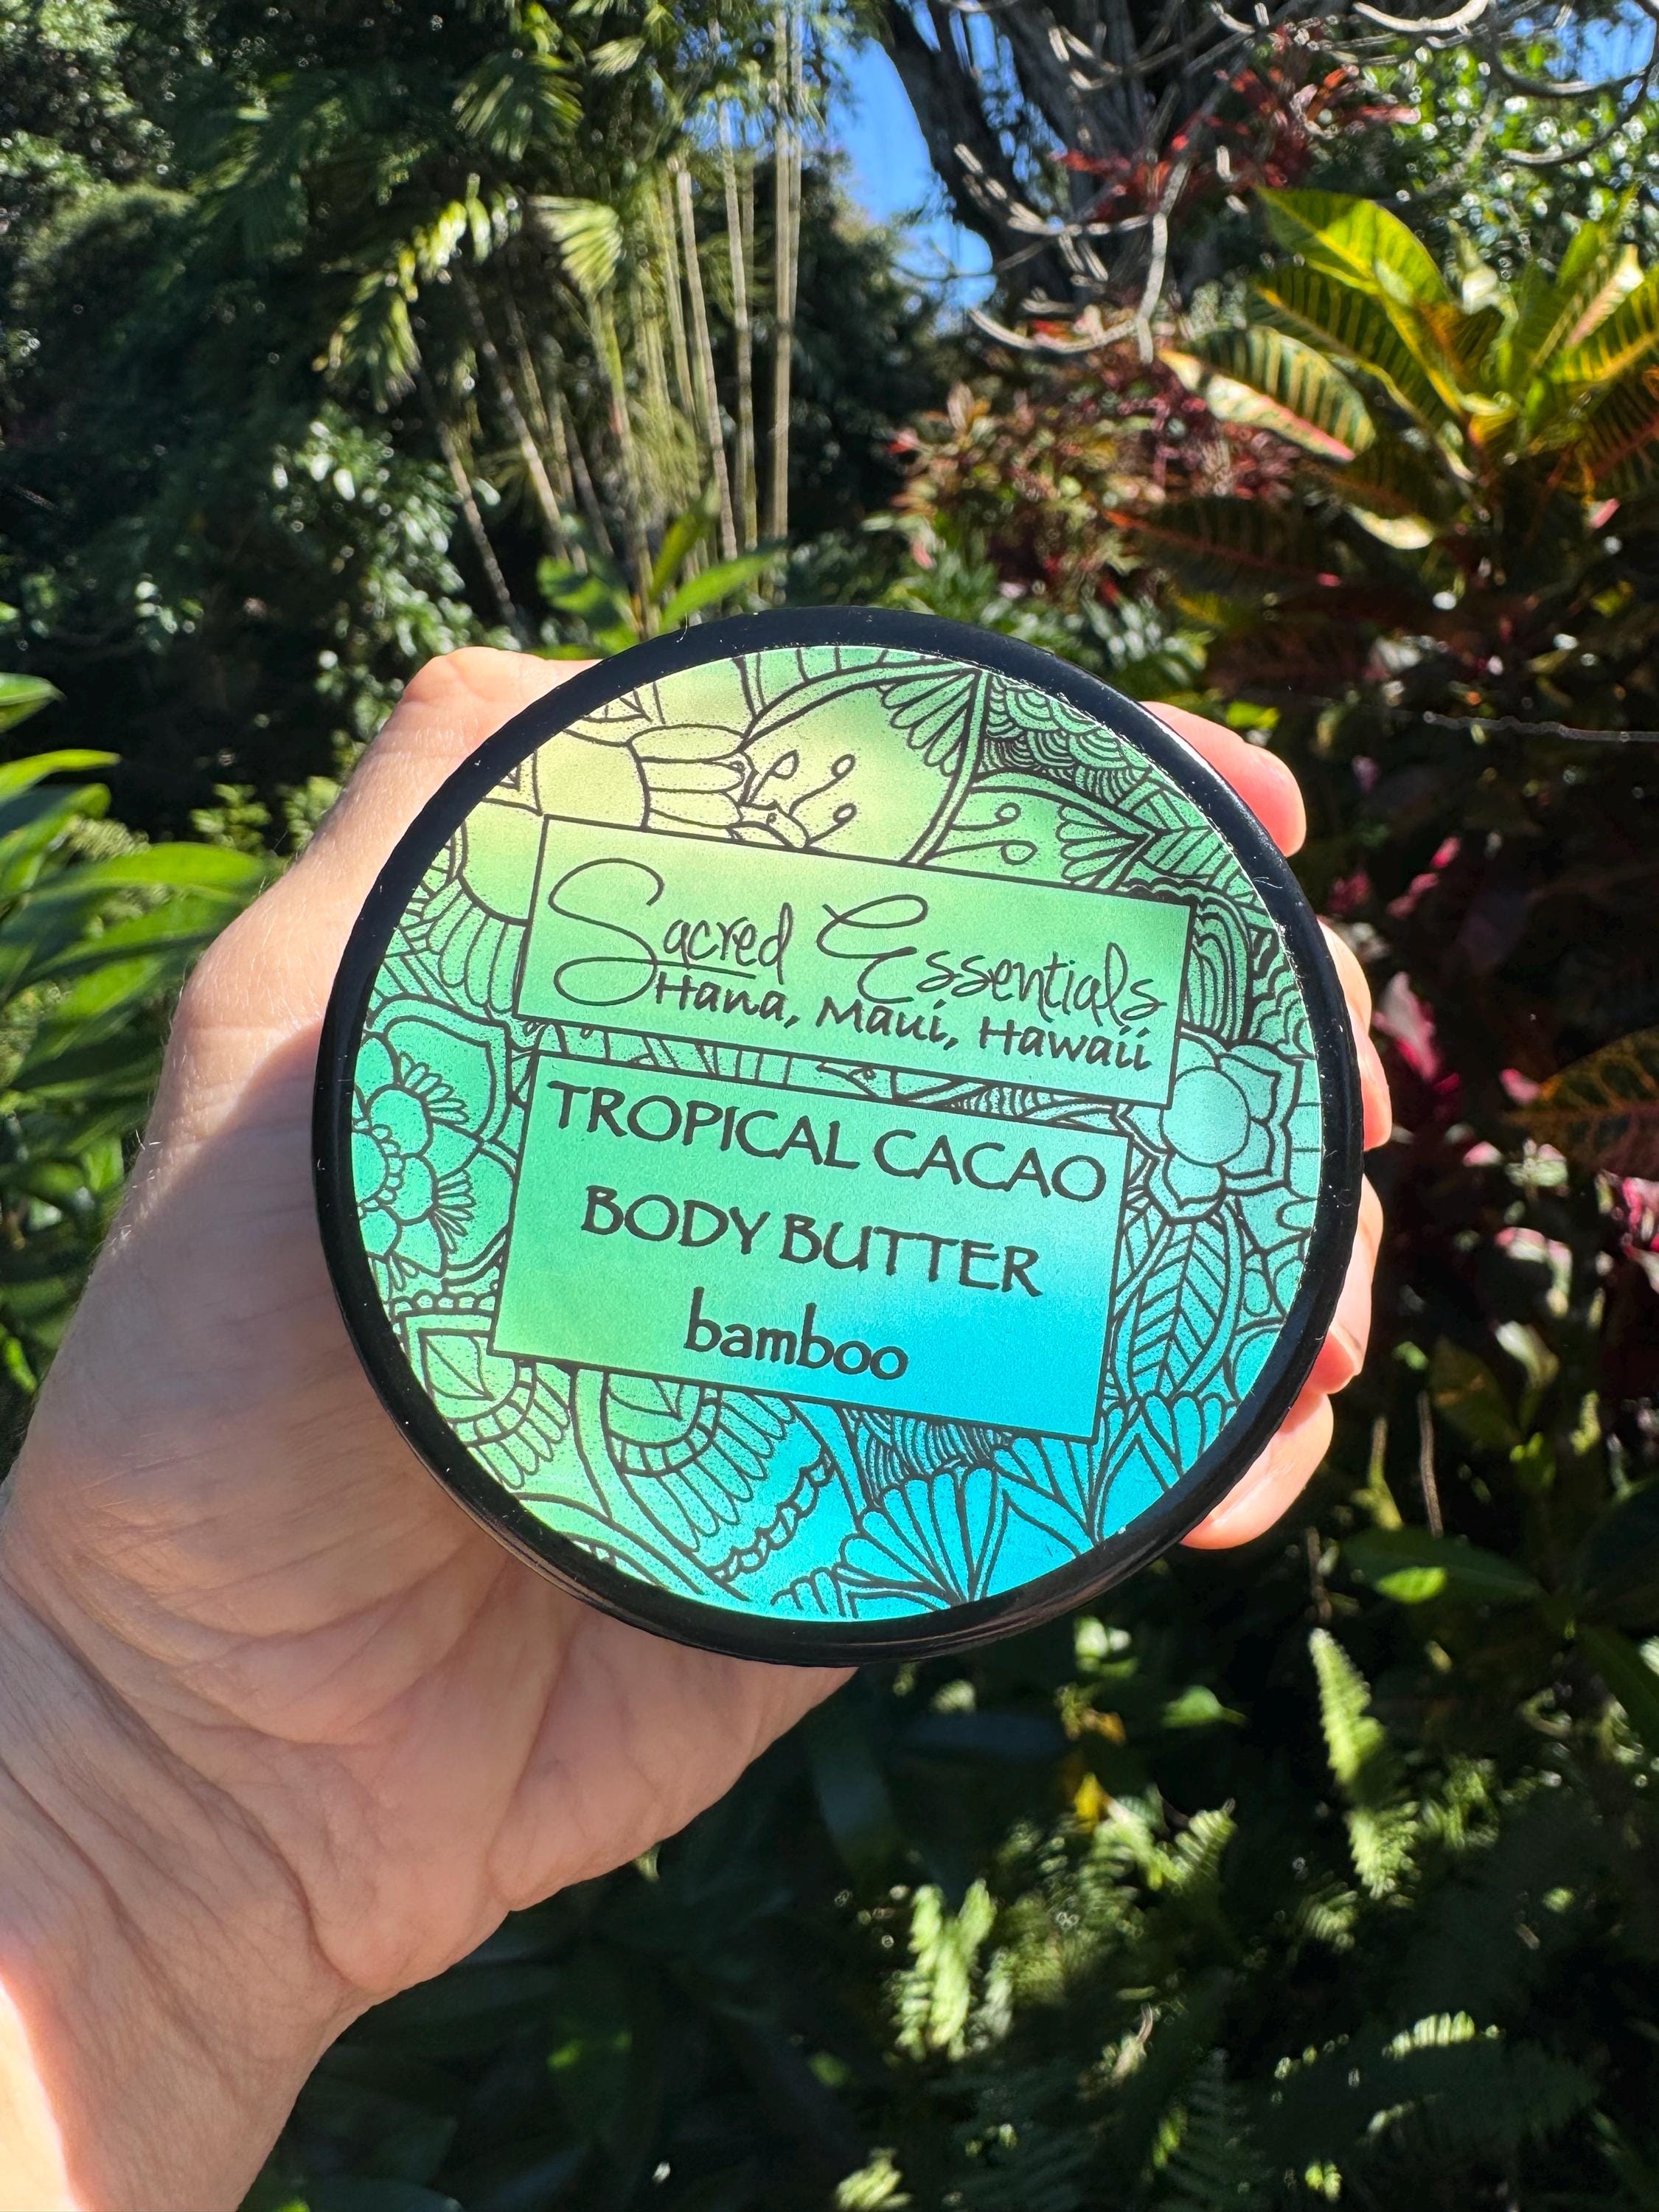 Sacred Essentials
Hana, Maui, Hawaii
TROPICAL CACAO
BODY BUTTER
bamboo